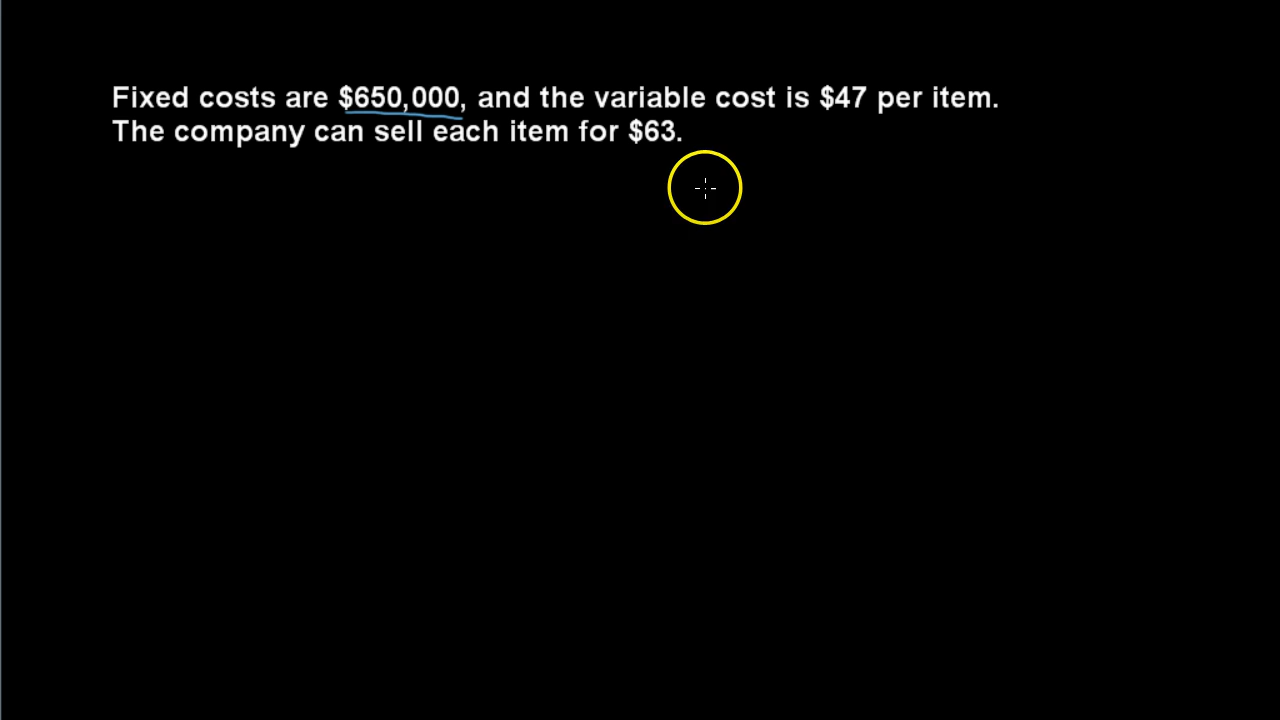 Fixed costs are $650,000, and the variable cost is $47 per item.
The company can sell each item for $63.